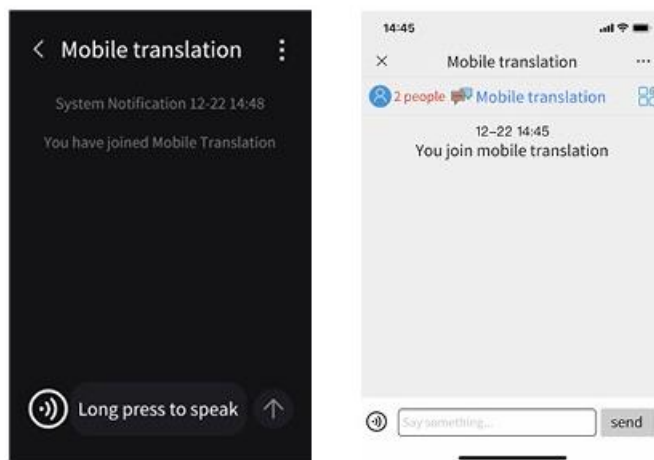 Mobile translation
System Notification 12-22 14:48
You have joined Mobile Translation
Long press to speak
14:45
Mobile translation
2 people Mobile translation
12-22 14:45
You join mobile translation
Say something...
send